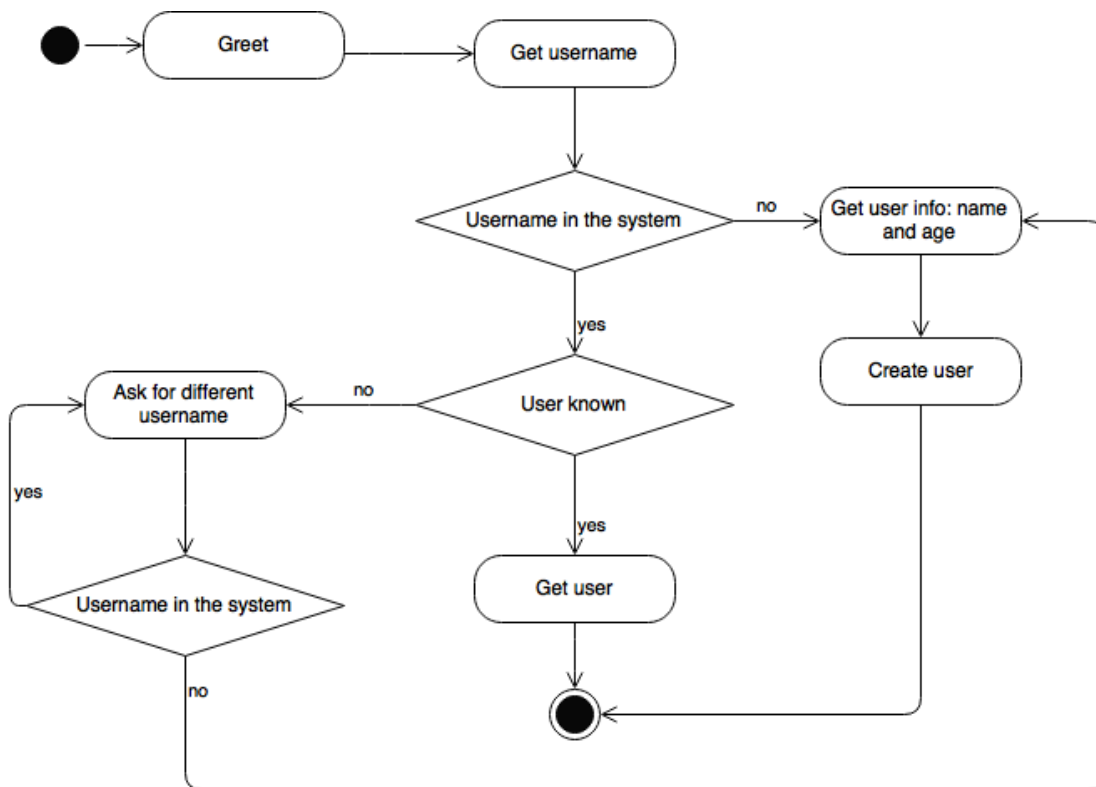 Greet
Get username
Username in the system
no
Get user info: name
and age
yes
Create user
Ask for different
username
no
User known
yes
yes
Get user
Username in the system
no